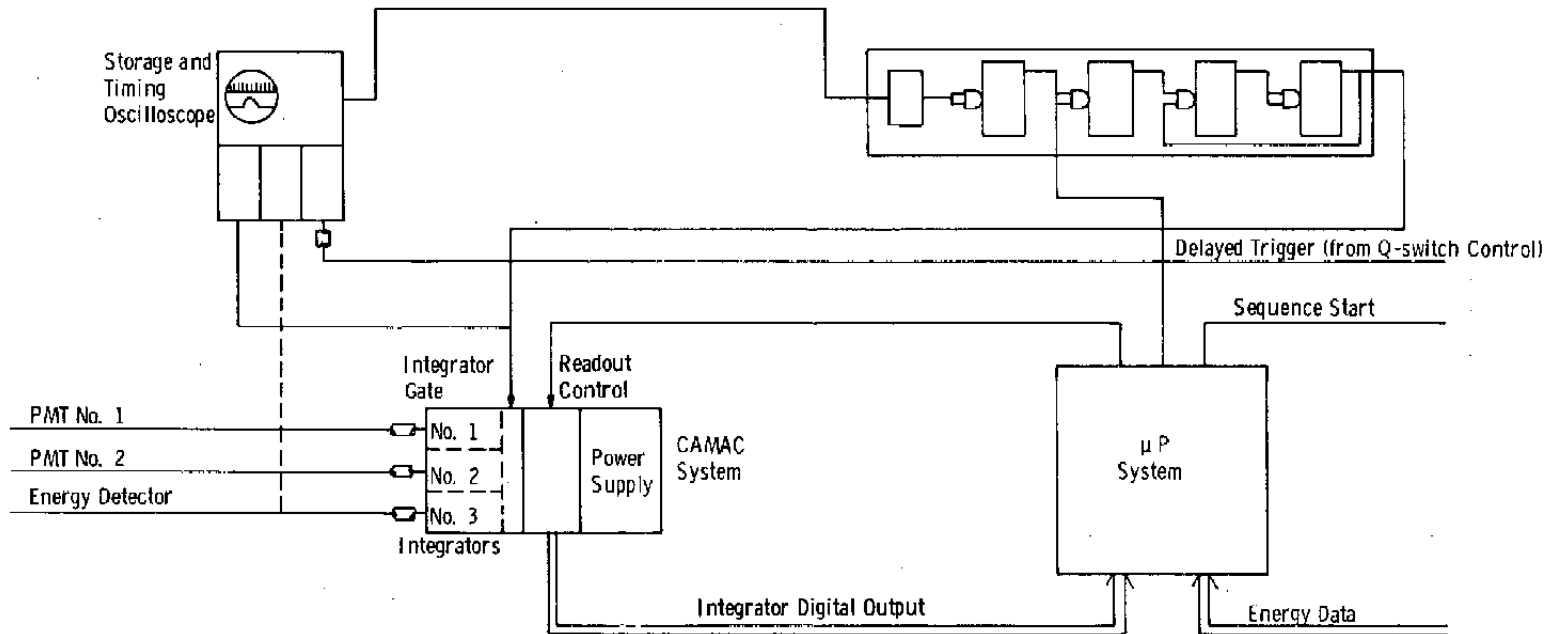 Storage and
Timing
Oscilloscope
Delayed Trigger (from Q-switch Control)
Sequence Start
Integrator
Gate
Readout
Control
PMT No. 1
No. 1
PMT No. 2
No. 2
Energy Detector
No. 3
Integrators
Power
Supply
CAMAC
System
μP
System
Integrator Digital Output
Energy Data